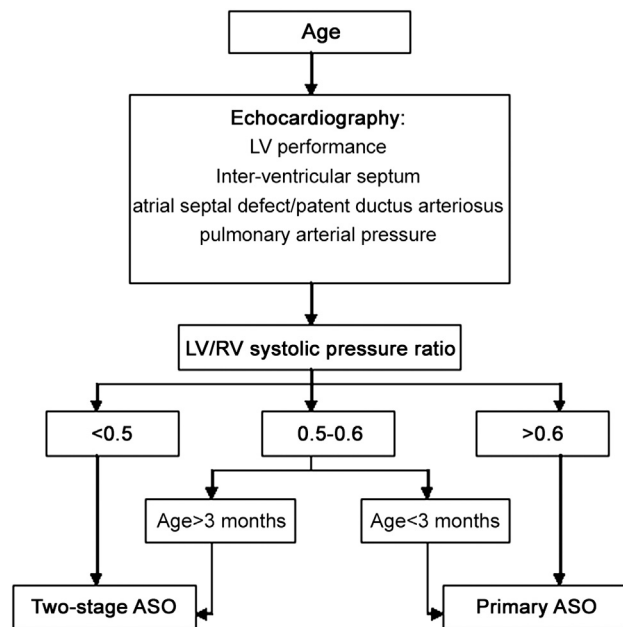 Age
Echocardiography:
LV performance
Inter-ventricular septum
atrial septal defect/patent ductus arteriosus
pulmonary arterial pressure
LV/RV systolic pressure ratio
<0.5
0.5-0.6
>0.6
Age>3 months
Age<3 months
Two-stage ASO
Primary ASO